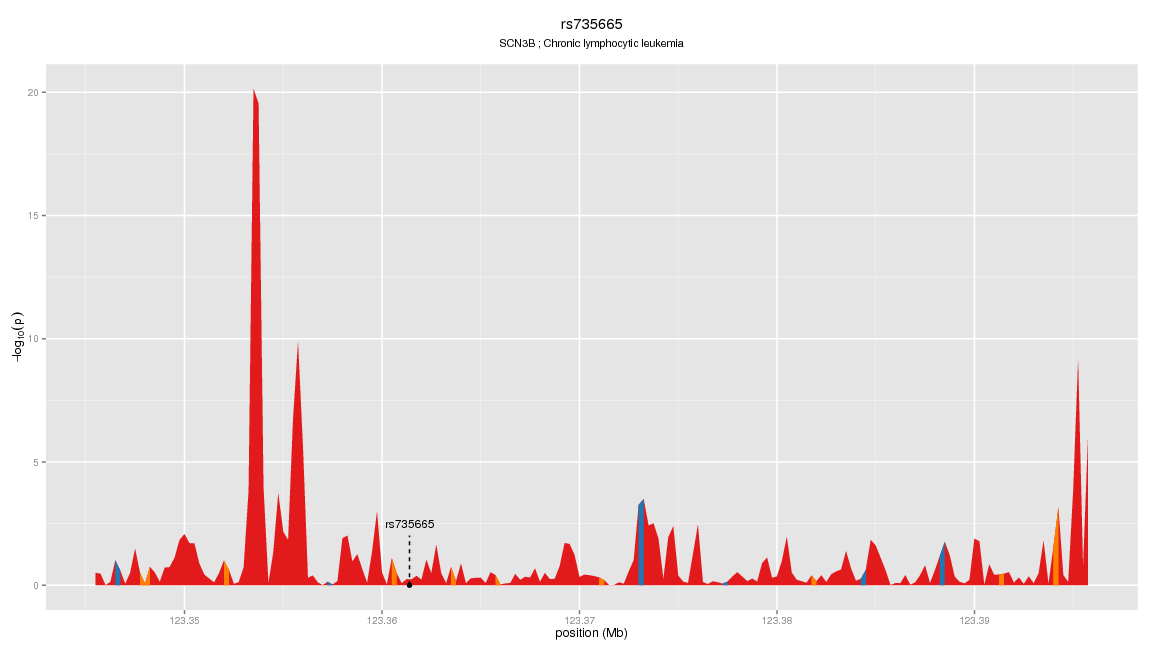 rs735665
SCN3B ; Chronic lymphocytic leukemia
20
15
10
5
0
−log10(p)
rs735665
123.35
123.36
123.37
123.38
123.39
position (Mb)